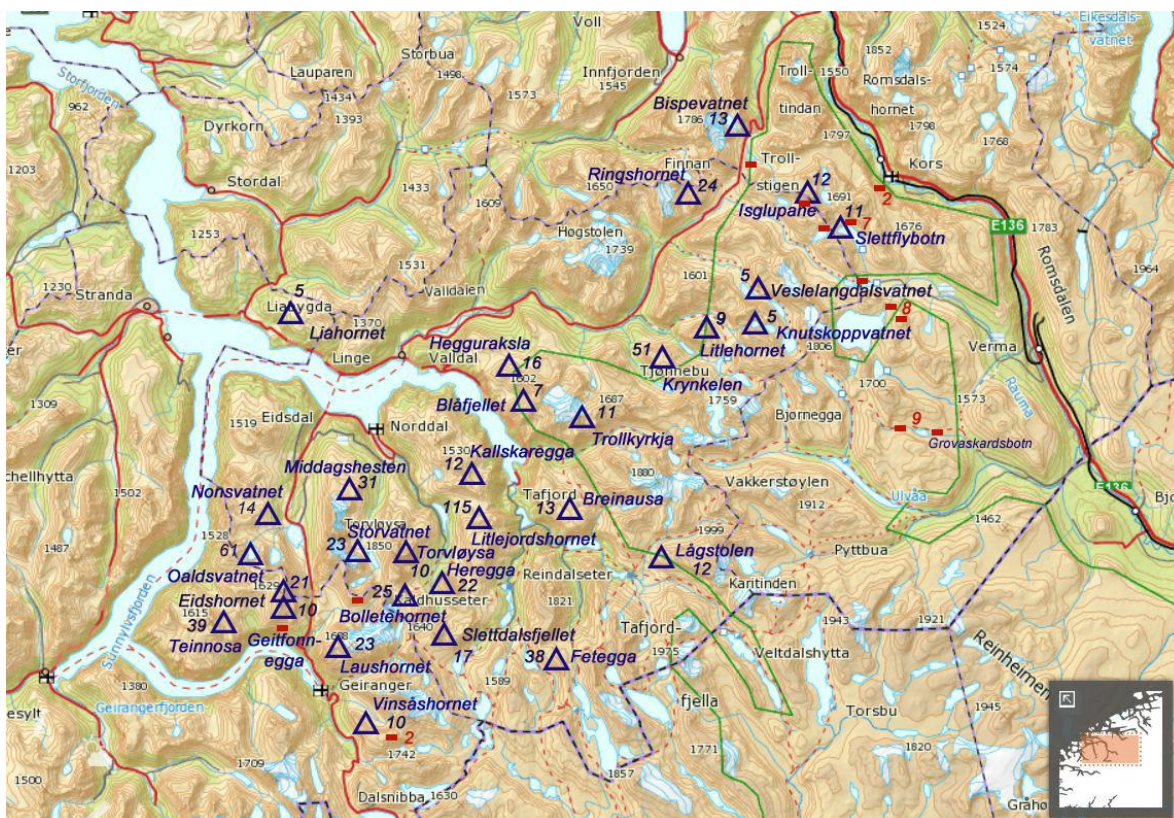 Voll
1524
Eikesdals-
vatnet
Storfjorden
Lauparen
Storbua
1498
Innfjorden
1545
Troll-
tindan
1550
1852
Romsdals-
hornet
1574
962
1434
1393
1573
Bispevatnet
13
1786
1797
1798
1768
Dyrkorn
1203
Stordal
1433
Ringshornet
Finnan
1650
24
Troll-
stigen
12
1691
Kors
2
Isglupane
11
7
Slettflybotn
1676
E136
1783
1609
1253
Høgstolen
1739
Romsdalen
1964
1531
1230
Stranda
5
Liabygda
Liahornet
1370
Valldalen
1601
5
Veslelangdalsvatnet
9
5
Knutskoppvatnet
Litlehornet
8
1806
Verma
Linge
Valldal
Hegguraksla
16
1602
51
Tjønnebu
Krynkelen
1700
1573
Rauma
1309
Eidsdal
1519
Norddal
Blåfjellet
7
1687
11
Trollkyrkja
1759
Bjørnegga
9
Grovaskardsbotn
chellhytta
1502
Middagshesten
31
1530
Kallskaregga
12
1880
Vakkerstøylen
1912
Ulvåa
E136
Bjo
Nonsvatnet
14
1528
1487
Storvatnet
Torvløysa
23
1850
115
Litlejordshornet
Tafjord
13
Breinausa
1999
1462
Pyttbua
61
Oaldsvatnet
Torvløysa
10
Heregga
22
Reindalseter
Lågstolen
12
Karitinden
21
1629
Eidshornet
10
25
Kaldhusseter
Bolletehornet
1821
1943
1921
1615
39
Teinnosa
Geitfonn-
egga
1688
23
Laushornet
1640
Slettdalsfjellet
17
38
Fetegga
Tafjord-
1975
fjella
Veltdalshytta
Reinheimen
Sunnylvsfjorden
Geiranger
1589
1380
Geirangerfjorden
Vinsåshornet
10
2
1742
Torsbu
1945
esylt
1500
1709
1771
1820
1857
Dalsnibba
1630
Gråhø